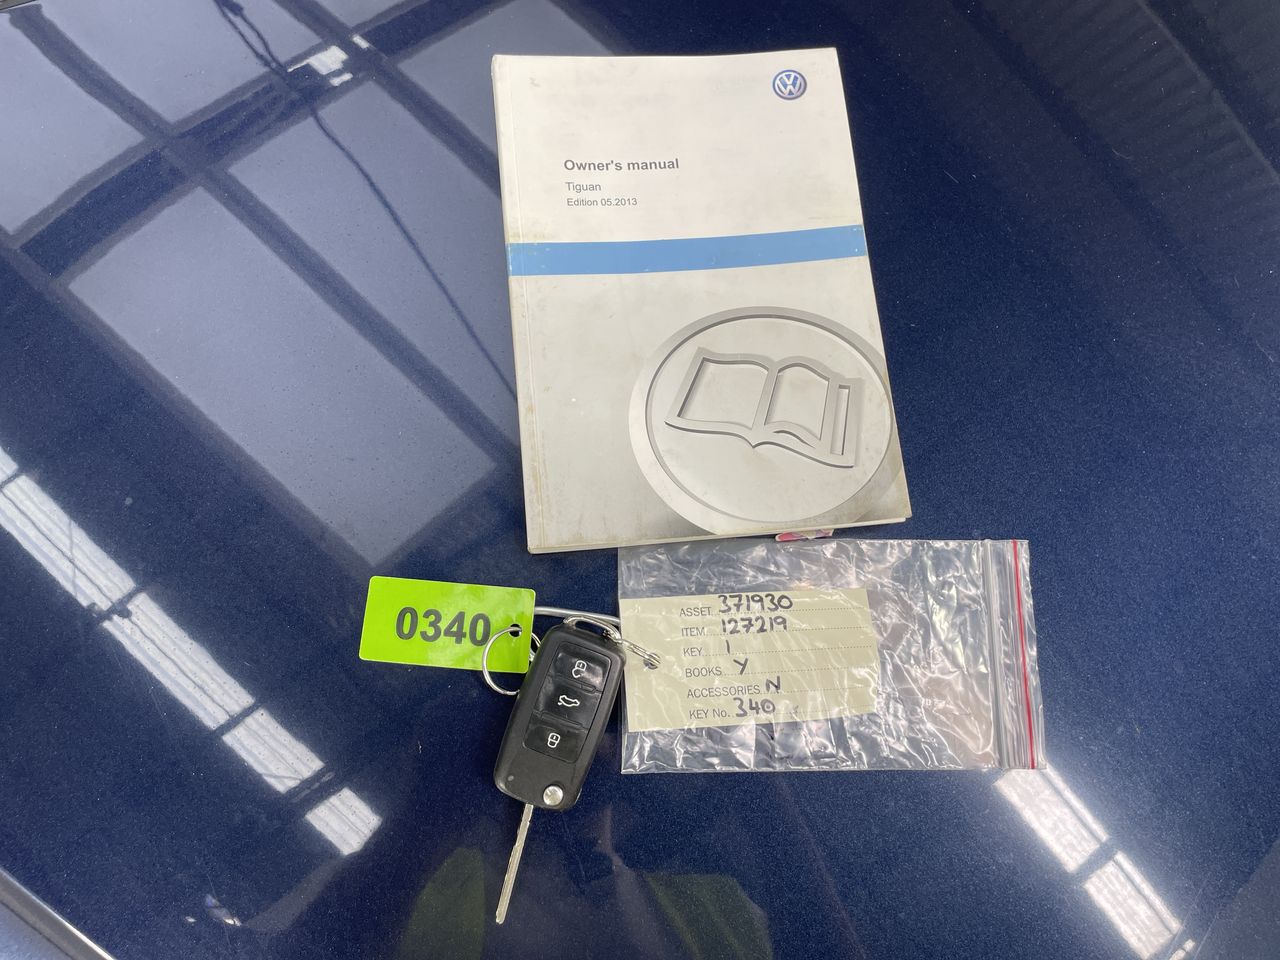 Owner's manual
Tiguan
Edition 05.2013
0340
ASSET 371930
ITEM 127219
KEY 1
BOOKS Y
ACCESSORIES N
KEY No. 340